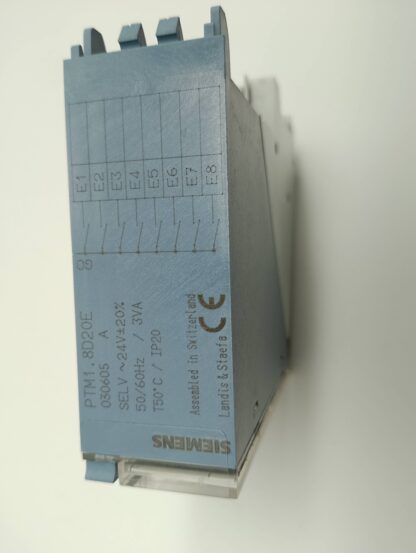 E1
E2
E3
E4
E5
E6
E7
E8
G0
PTM1.8D20E
030605 A
SELV ~24V±20%
50/60Hz / 3VA
T50°C / IP20
Assembled in Switzerland
Landis & Staefa
CE
SIEMENS